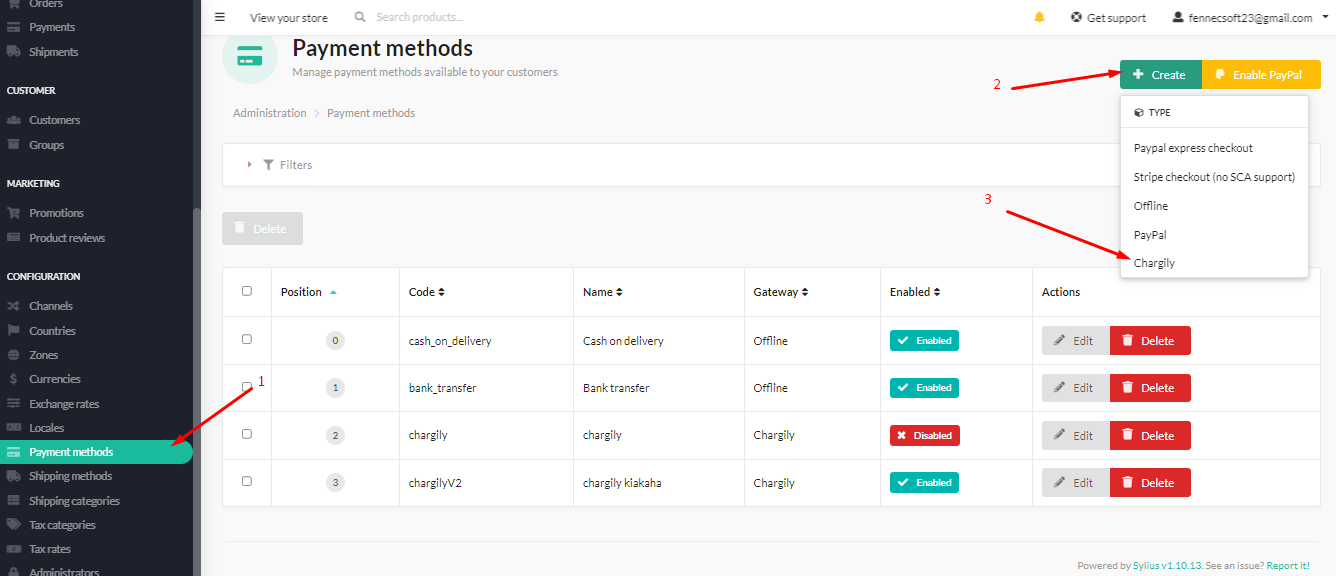 Orders
Payments
Shipments
CUSTOMER
Customers
Groups
MARKETING
Promotions
Product reviews
CONFIGURATION
Channels
Countries
Zones
Currencies
Exchange rates
Locales
Payment methods
Shipping methods
Shipping categories
Tax categories
Tax rates
Administrators
View your store
Search products...
Get support
fennecsoft23@gmail.com
Payment methods
Manage payment methods available to your customers
Administration > Payment methods
2
Create
Enable PayPal
TYPE
Paypal express checkout
Stripe checkout (no SCA support)
Offline
PayPal
Chargily
3
Filters
Delete
Position Code Name Gateway Enabled Actions
0 cash_on_delivery Cash on delivery Offline Enabled Edit Delete
1 bank_transfer Bank transfer Offline Enabled Edit Delete
2 chargily chargily Chargily Disabled Edit Delete
3 chargilyV2 chargily kiakaha Chargily Enabled Edit Delete
1
Powered by Sylius v1.10.13. See an issue? Report it!